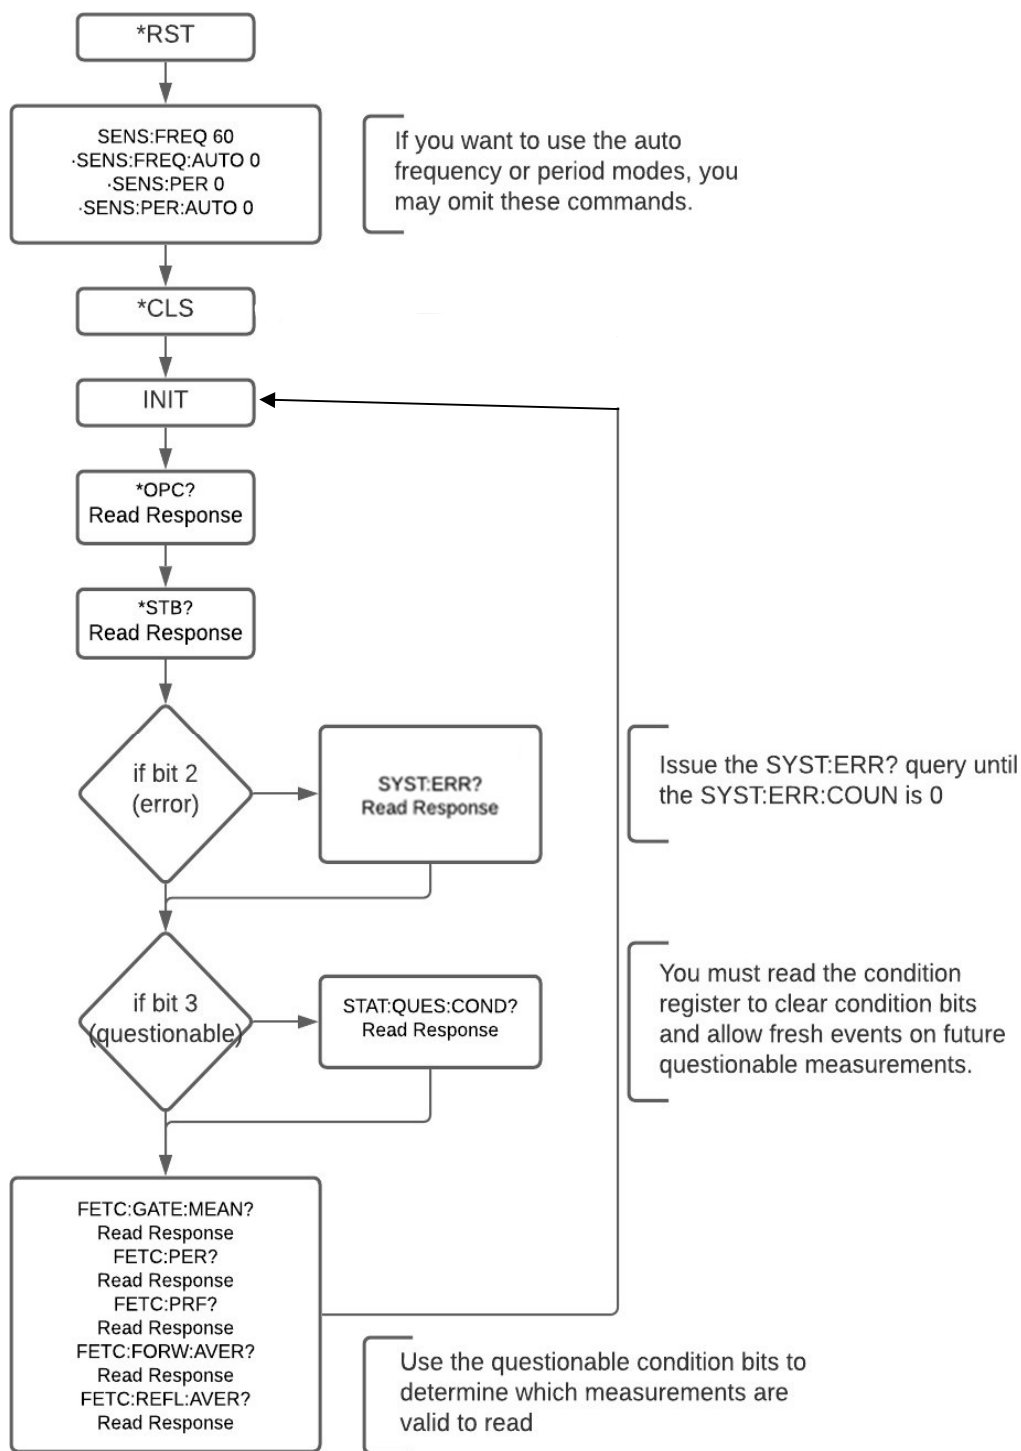 *RST
SENS:FREQ 60
·SENS:FREQ:AUTO 0
·SENS:PER 0
·SENS:PER:AUTO 0
If you want to use the auto
frequency or period modes, you
may omit these commands.
*CLS
INIT
*OPC?
Read Response
*STB?
Read Response
if bit 2
(error)
SYST:ERR?
Read Response
Issue the SYST:ERR? query until
the SYST:ERR:COUN is 0
if bit 3
(questionable)
STAT:QUES:COND?
Read Response
You must read the condition
register to clear condition bits
and allow fresh events on future
questionable measurements.
FETC:GATE:MEAN?
Read Response
FETC:PER?
Read Response
FETC:PRF?
Read Response
FETC:FORW:AVER?
Read Response
FETC:REFL:AVER?
Read Response
Use the questionable condition bits to
determine which measurements are
valid to read